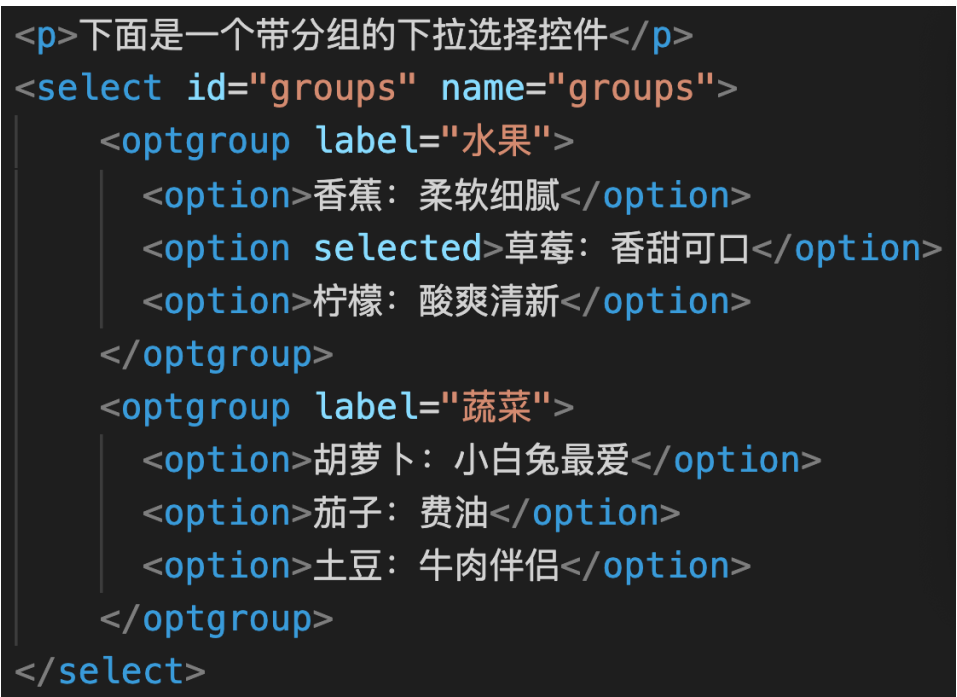 <p>下面是一个带分组的下拉选择控件</p>
<select id="groups" name="groups">
<optgroup label="水果">
<option>香蕉：柔软细腻</option>
<option selected>草莓：香甜可口</option>
<option>柠檬：酸爽清新</option>
</optgroup>
<optgroup label="蔬菜">
<option>胡萝卜：小白兔最爱</option>
<option>茄子：费油</option>
<option>土豆：牛肉伴侣</option>
</optgroup>
</select>